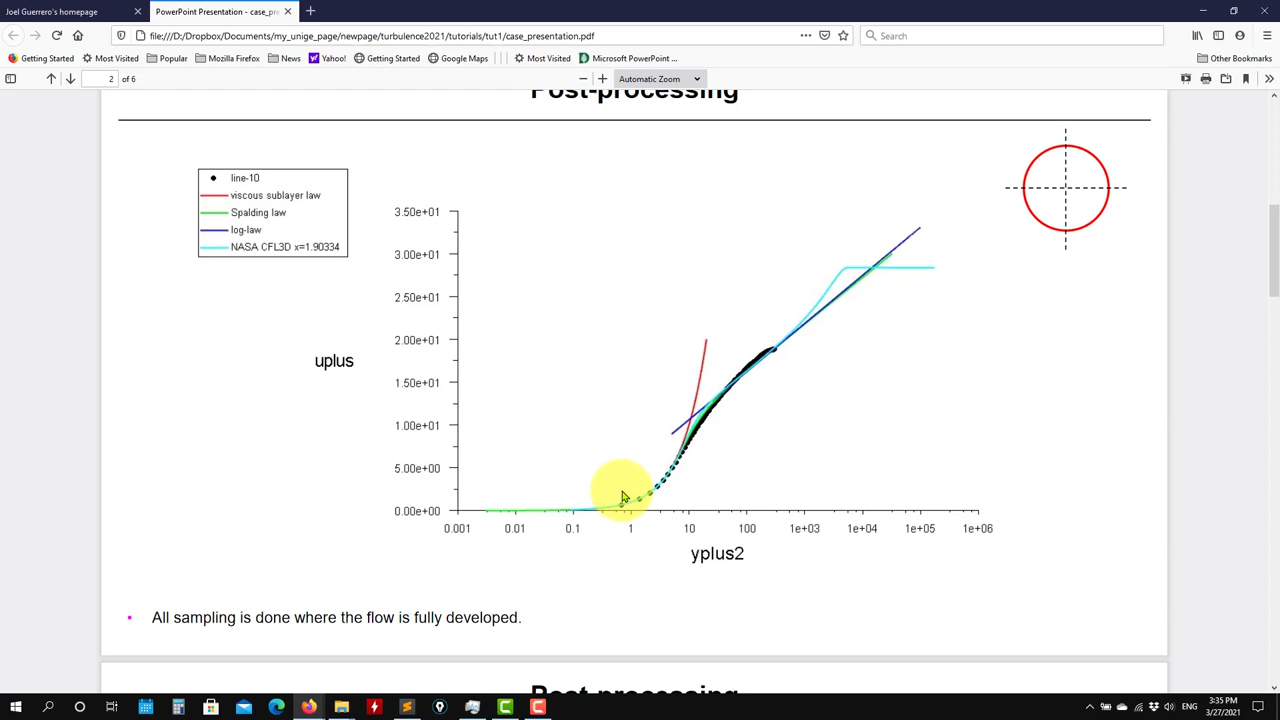 Joel Guerrero's homepage
PowerPoint Presentation - case_pre
file:///D:/Dropbox/Documents/my_unige_page/newpage/turbulence2021/tutorials/tut1/case_presentation.pdf
Search
Getting Started
Most Visited
Popular
Mozilla Firefox
News
Yahoo!
Getting Started
Google Maps
Most Visited
Microsoft PowerPoint ...
Other Bookmarks
2 of 6
Automatic Zoom
Post-processing
line-10
viscous sublayer law
Spalding law
log-law
NASA CFL3D x=1.90334
3.50e+01
3.00e+01
2.50e+01
2.00e+01
1.50e+01
1.00e+01
5.00e+00
0.00e+00
uplus
0.001 0.01 0.1 1 10 100 1e+03 1e+04 1e+05 1e+06
yplus2
• All sampling is done where the flow is fully developed.
Post-processing
ENG
3:35 PM
3/27/2021